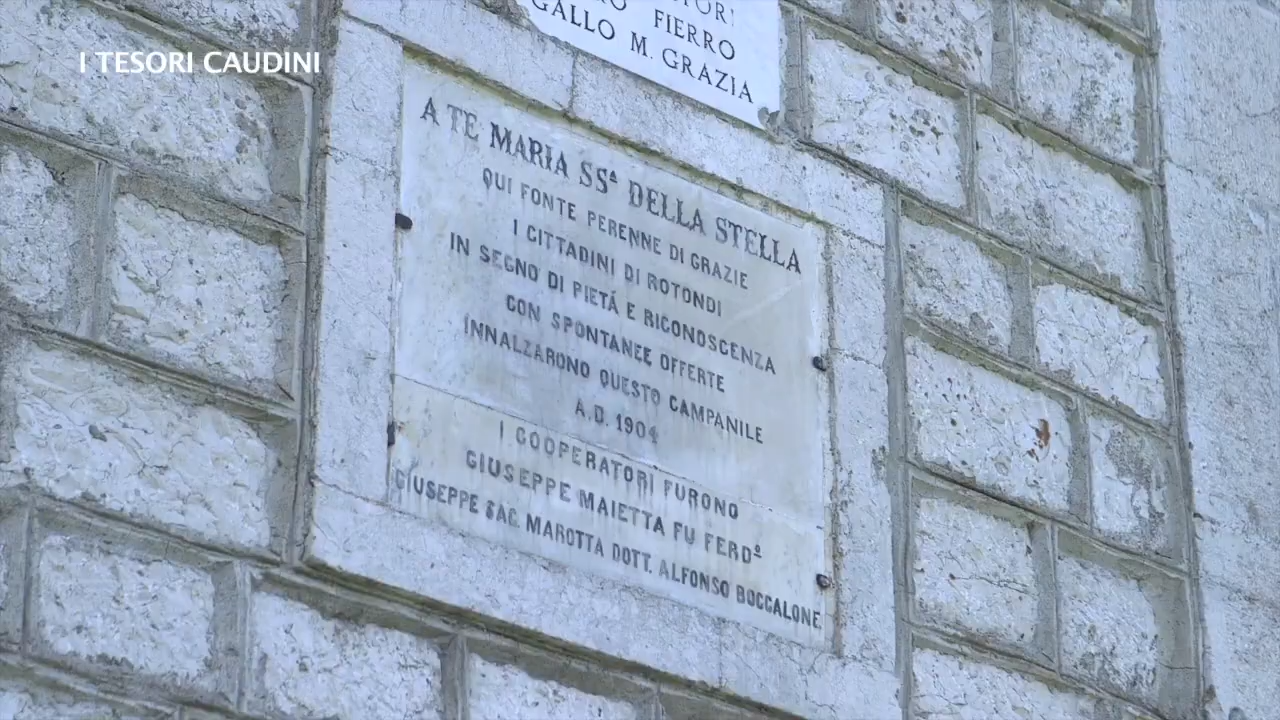 I TESORI CAUDINI
FIERRO
GALLO M. GRAZIA
A TE MARIA SSª DELLA STELLA
QUI FONTE PERENNE DI GRAZIE
I CITTADINI DI ROTONDI
IN SEGNO DI PIETÁ E RICONOSCENZA
CON SPONTANEE OFFERTE
INNALZARONO QUESTO CAMPANILE
A.D. 1904
I COOPERATORI FURONO
GIUSEPPE MAIETTA FU FERDª
GIUSEPPE SAC. MAROTTA DOTT. ALFONSO BOCCALONE